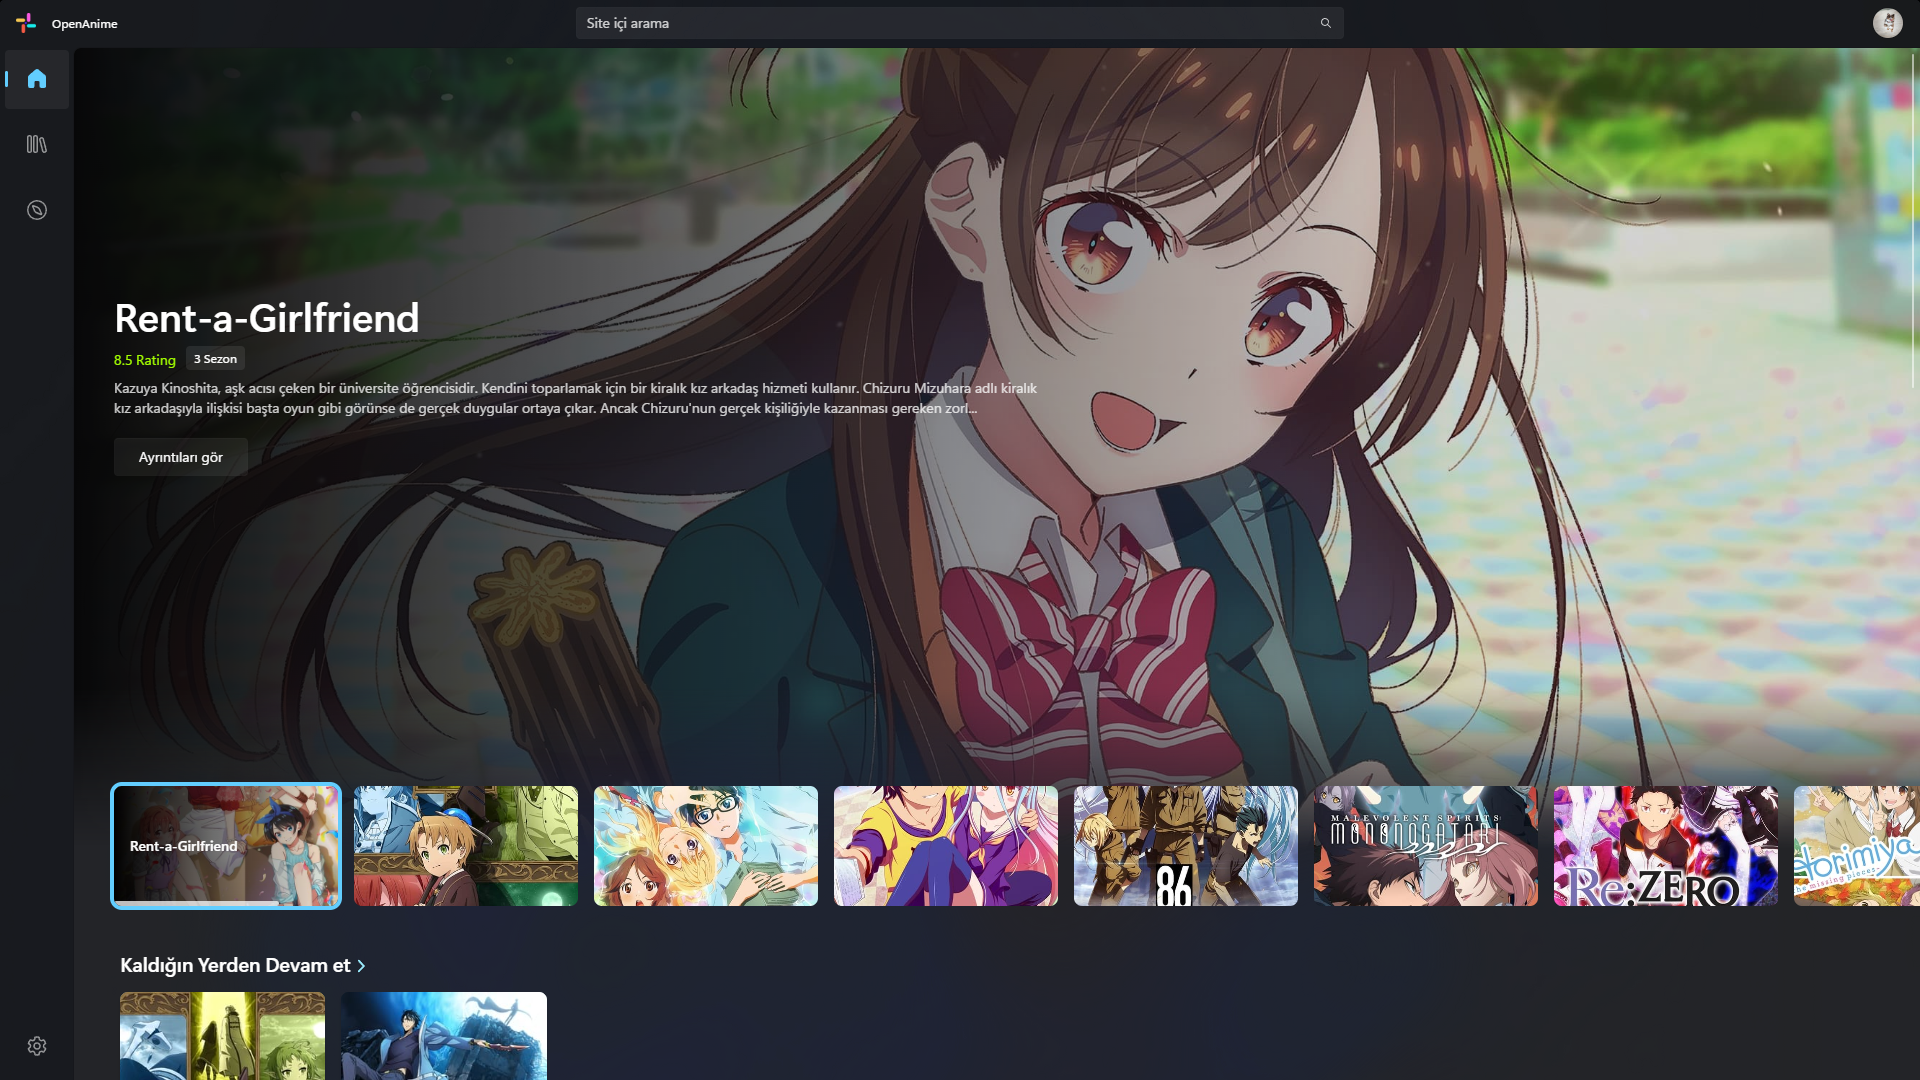 OpenAnime
Site içi arama
Rent-a-Girlfriend
8.5 Rating
3 Sezon
Kazuya Kinoshita, aşk acısı çeken bir üniversite öğrencisidir. Kendini toparlamak için bir kiralık kız arkadaş hizmeti kullanır. Chizuru Mizuhara adlı kiralık
kız arkadaşıyla ilişkisi başta oyun gibi görünse de gerçek duygular ortaya çıkar. Ancak Chizuru'nun gerçek kişiliğiyle kazanması gereken zorl...
Ayrıntıları gör
Rent-a-Girlfriend
86
MALEVOLENT SPIRITS:
MONONOGATARI
Re:ZERO
the missing pieces
Kaldığın Yerden Devam et